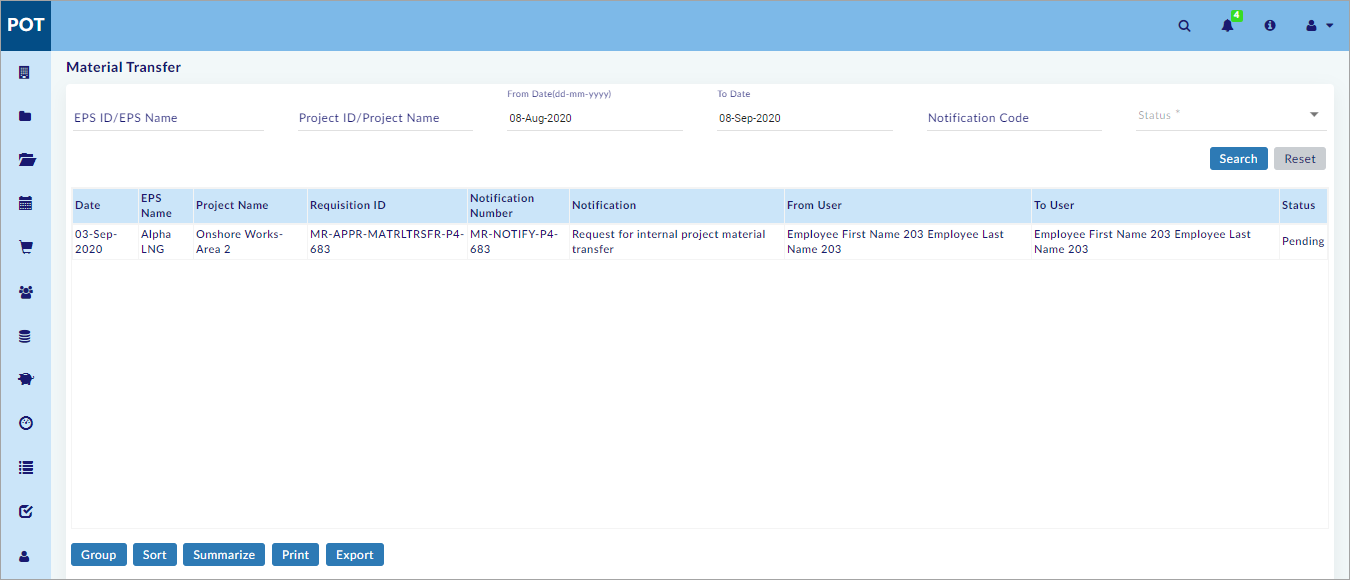 POT
4
Material Transfer
From Date(dd-mm-yyyy)
To Date
EPS ID/EPS Name
Project ID/Project Name
08-Aug-2020
08-Sep-2020
Notification Code
Status *
Search
Reset
Date
EPS
Name
Project Name
Requisition ID
Notification
Number
Notification
From User
To User
Status
03-Sep-
2020
Alpha
LNG
Onshore Works-
Area 2
MR-APPR-MATRLTRSFR-P4-
683
MR-NOTIFY-P4-
683
Request for internal project material
transfer
Employee First Name 203 Employee Last
Name 203
Employee First Name 203 Employee Last
Name 203
Pending
Group
Sort
Summarize
Print
Export